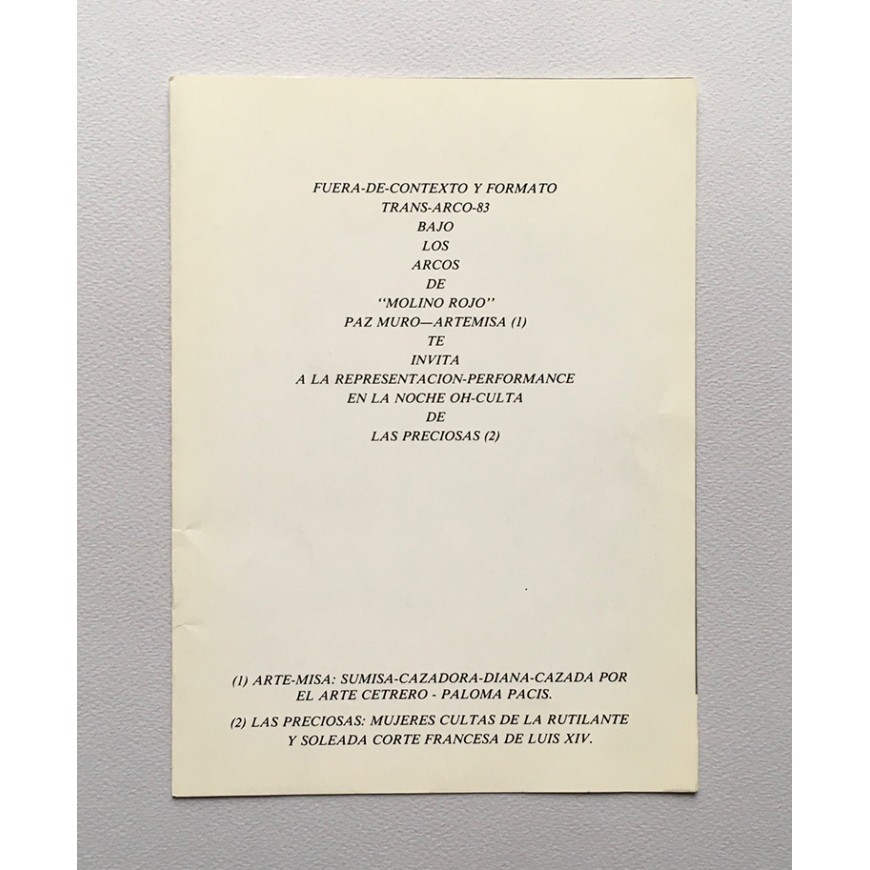 FUERA-DE-CONTEXTO Y FORMATO
TRANS-ARCO-83
BAJO
LOS
ARCOS
DE
“MOLINO ROJO”
PAZ MURO—ARTEMISA (1)
TE
INVITA
A LA REPRESENTACION-PERFORMANCE
EN LA NOCHE OH-CULTA
DE
LAS PRECIOSAS (2)
(1) ARTE-MISA: SUMISA-CAZADORA-DIANA-CAZADA POR
EL ARTE CETRERO - PALOMA PACIS.
(2) LAS PRECIOSAS: MUJERES CULTAS DE LA RUTILANTE
Y SOLEADA CORTE FRANCESA DE LUIS XIV.